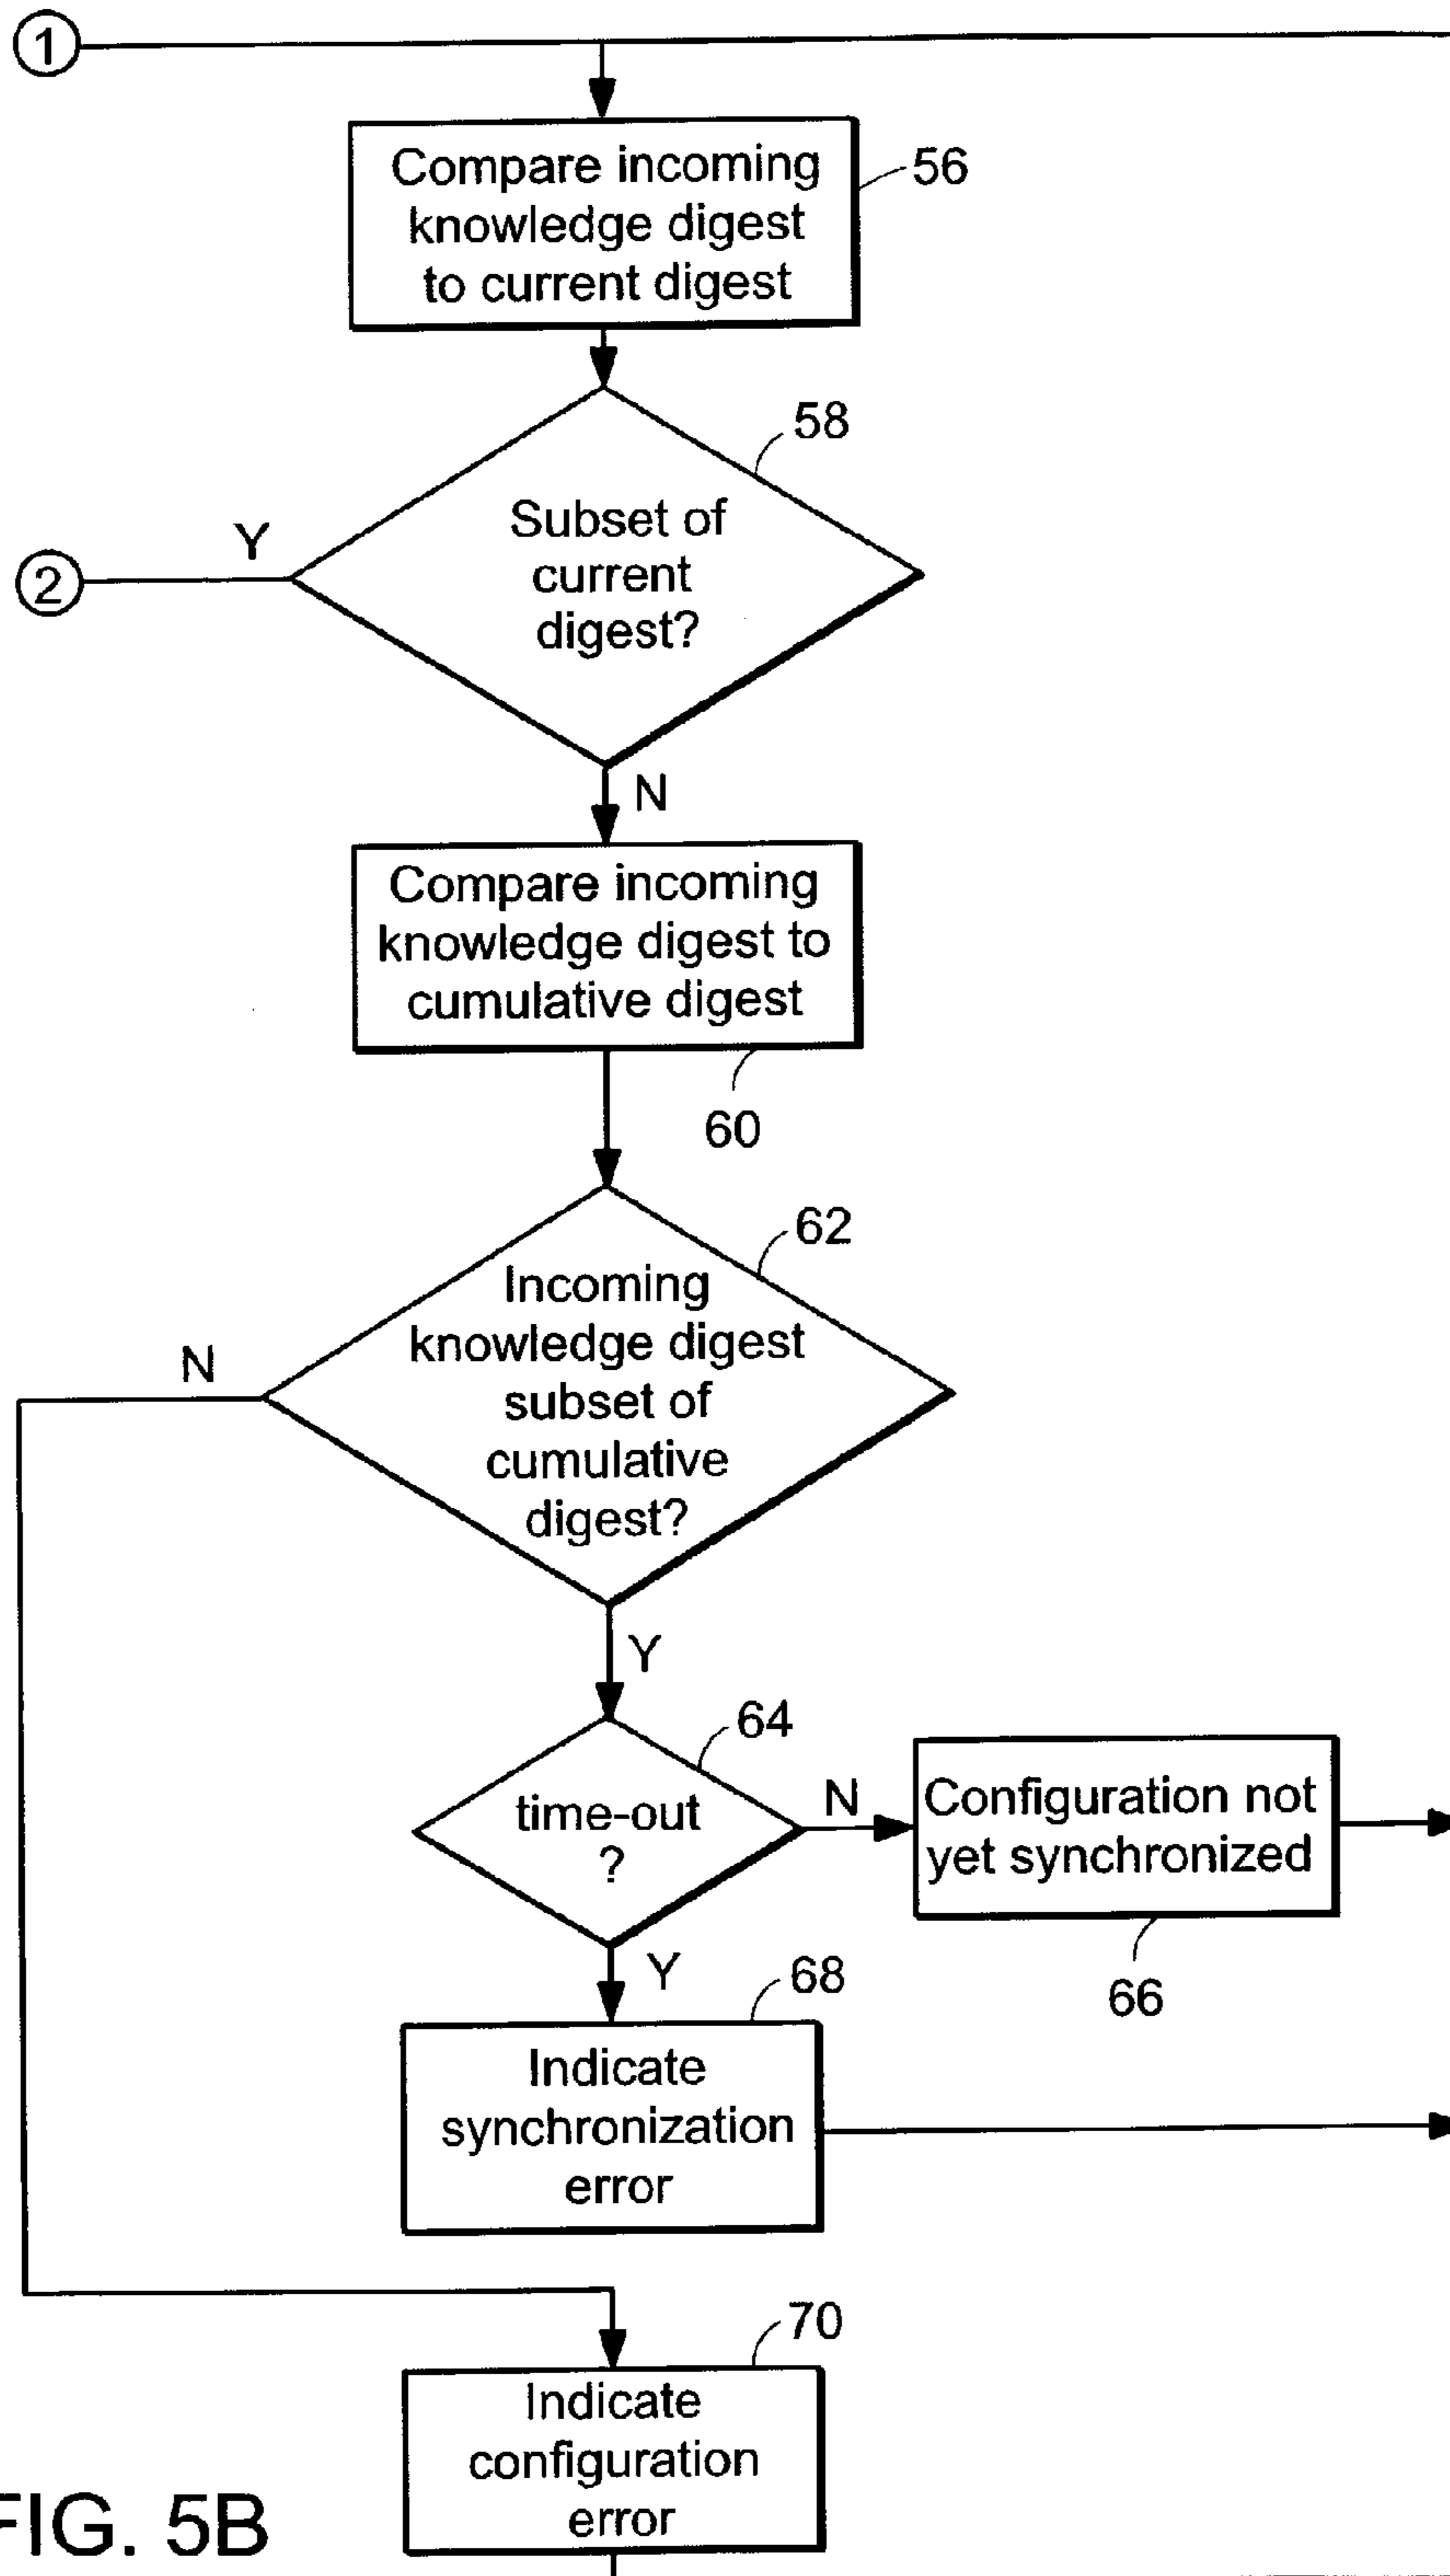 1
Compare incoming
knowledge digest
to current digest
56
58
Subset of
current
digest?
Y
2
N
Compare incoming
knowledge digest to
cumulative digest
60
62
Incoming
knowledge digest
subset of
cumulative
digest?
N
Y
64
time-out
?
N
Configuration not
yet synchronized
66
Y
68
Indicate
synchronization
error
70
Indicate
configuration
error
FIG. 5B